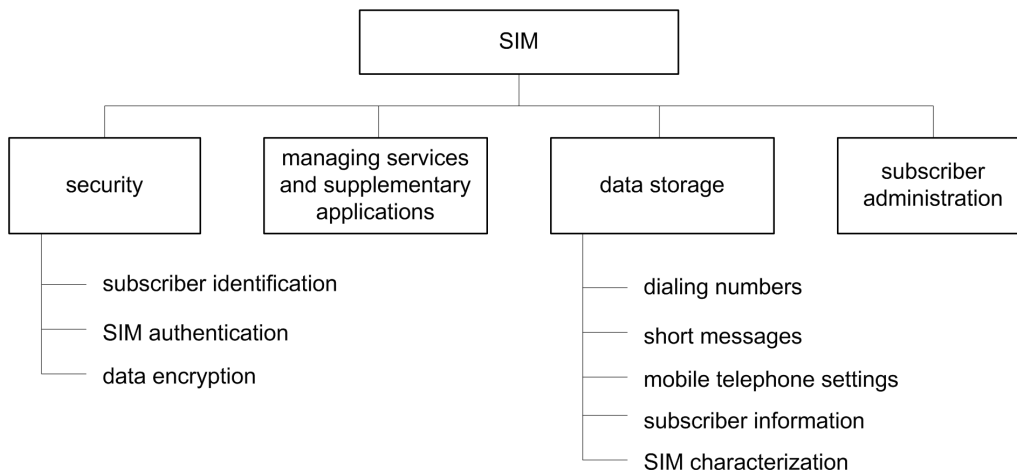 SIM
security
managing services
and supplementary
applications
data storage
subscriber
administration
subscriber identification
SIM authentication
data encryption
dialing numbers
short messages
mobile telephone settings
subscriber information
SIM characterization